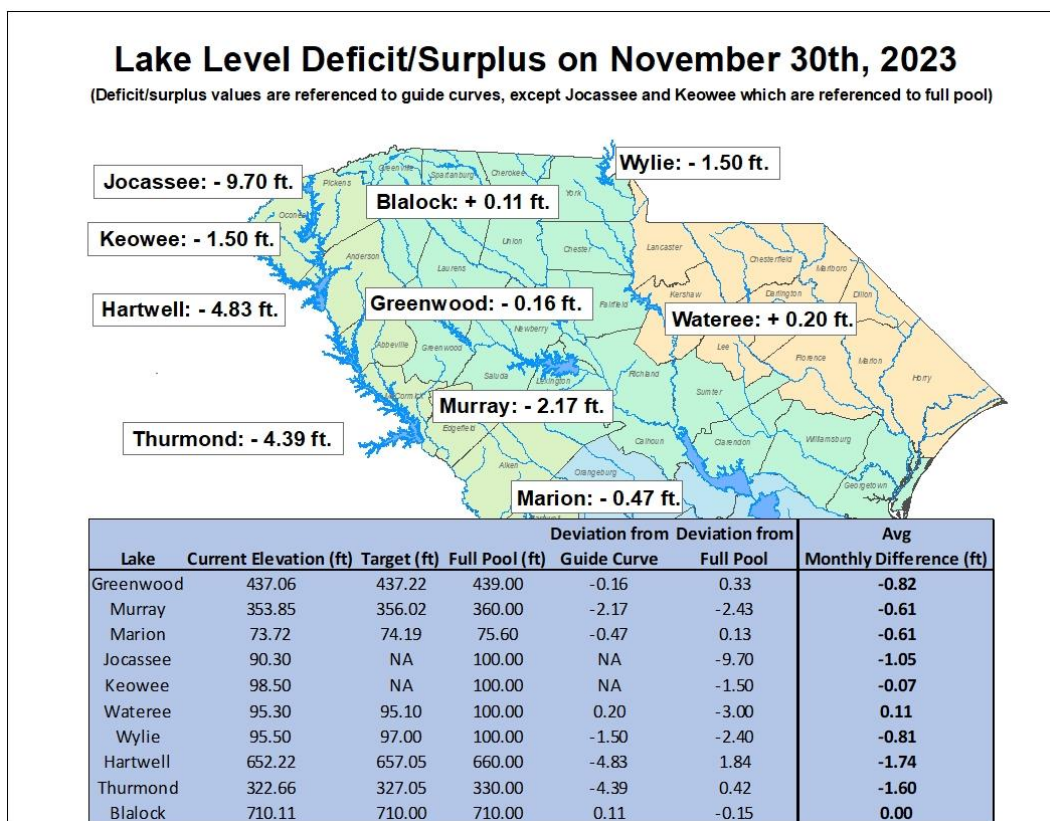 Lake Level Deficit/Surplus on November 30th, 2023
(Deficit/surplus values are referenced to guide curves, except Jocassee and Keowee which are referenced to full pool)
Wylie: - 1.50 ft.
Jocassee: - 9.70 ft.
Blalock: + 0.11 ft.
Keowee: - 1.50 ft.
Hartwell: - 4.83 ft.
Greenwood: - 0.16 ft.
Wateree: + 0.20 ft.
Murray: - 2.17 ft.
Thurmond: - 4.39 ft.
Marion: - 0.47 ft.
Greenville
Spartanburg
Cherokee
York
Pickens
Oconee
Anderson
Laurens
Union
Chester
Lancaster
Chesterfield
Marlboro
Dillon
Darlington
Kershaw
Fairfield
Newberry
Abbeville
Greenwood
Saluda
Lexington
Richland
Lee
Florence
Marion
Horry
Sumter
McCormick
Edgefield
Aiken
Calhoun
Clarendon
Williamsburg
Georgetown
Orangeburg
Deviation from Deviation from Avg
Lake Current Elevation (ft) Target (ft) Full Pool (ft) Guide Curve Full Pool Monthly Difference (ft)
Greenwood 437.06 437.22 439.00 -0.16 0.33 -0.82
Murray 353.85 356.02 360.00 -2.17 -2.43 -0.61
Marion 73.72 74.19 75.60 -0.47 0.13 -0.61
Jocassee 90.30 NA 100.00 NA -9.70 -1.05
Keowee 98.50 NA 100.00 NA -1.50 -0.07
Wateree 95.30 95.10 100.00 0.20 -3.00 0.11
Wylie 95.50 97.00 100.00 -1.50 -2.40 -0.81
Hartwell 652.22 657.05 660.00 -4.83 1.84 -1.74
Thurmond 322.66 327.05 330.00 -4.39 0.42 -1.60
Blalock 710.11 710.00 710.00 0.11 -0.15 0.00